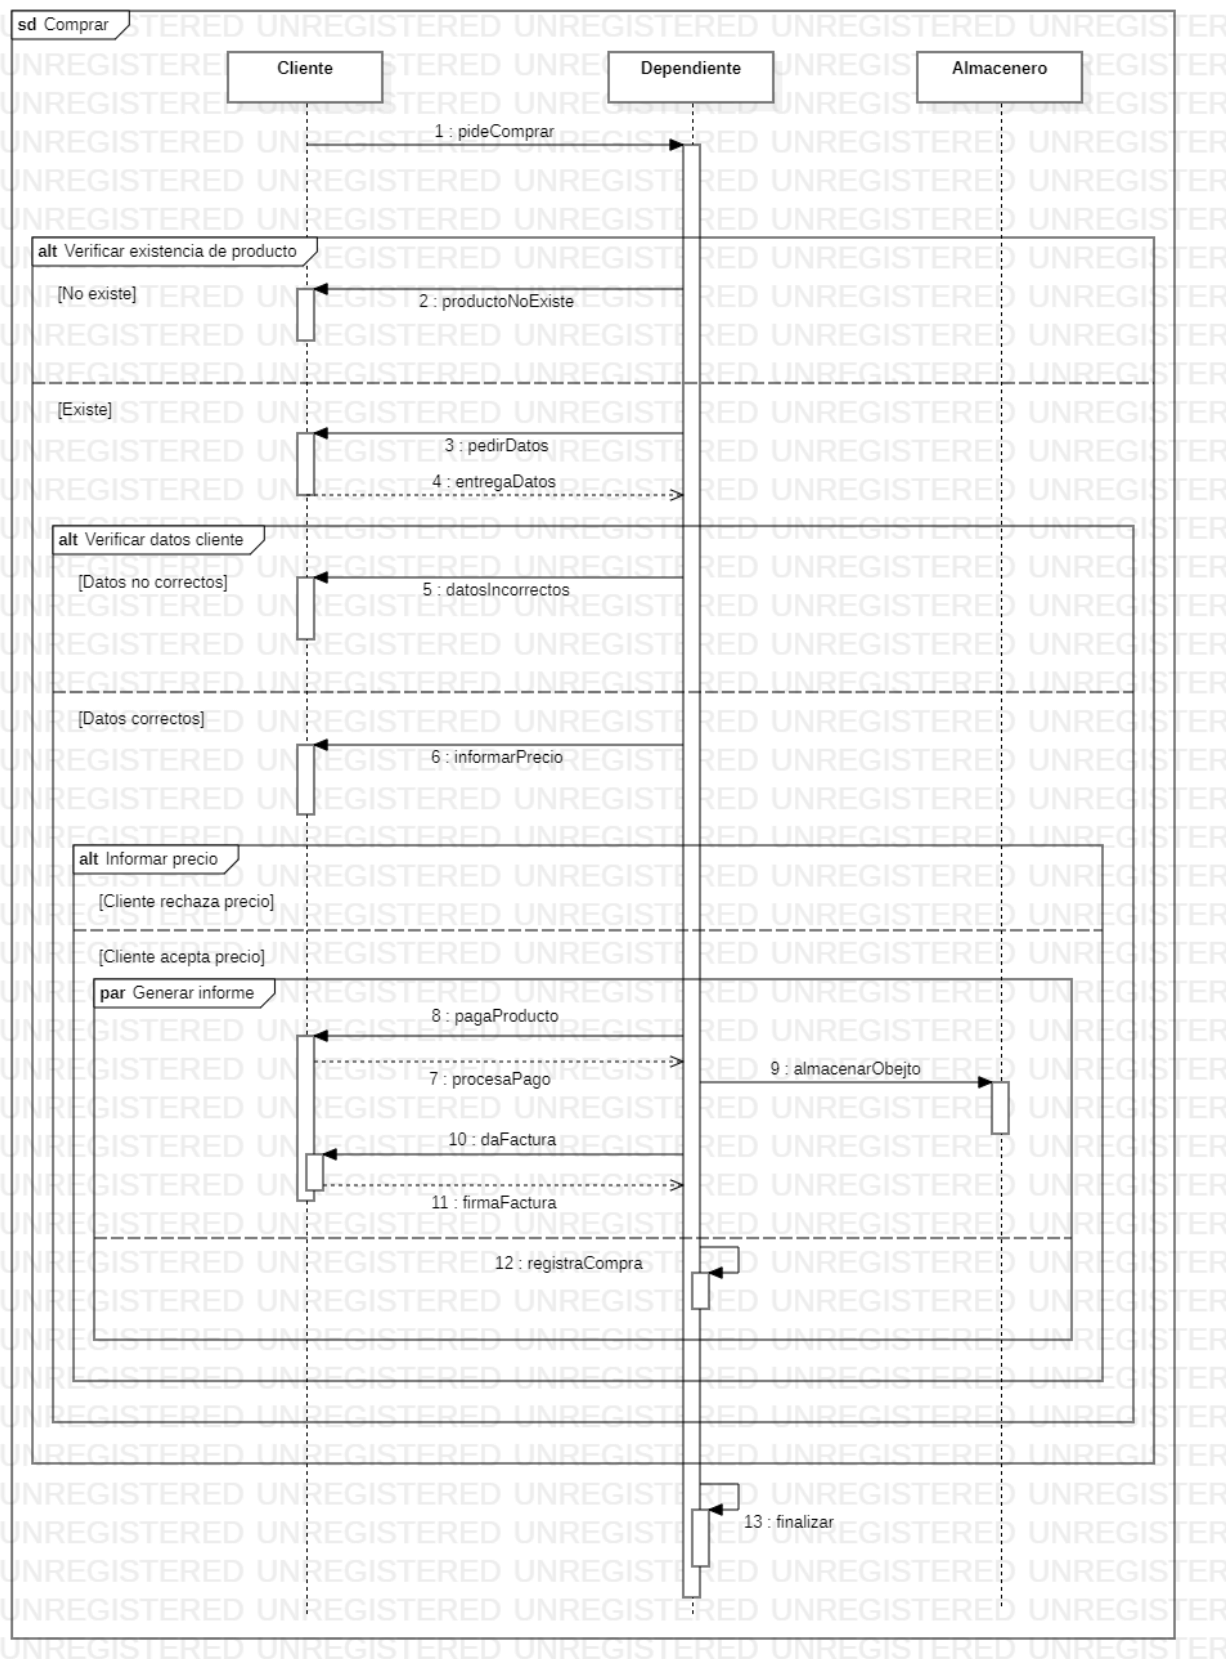 sd Comprar
Cliente
Dependiente
Almacenero
1 : pideComprar
alt Verificar existencia de producto
[No existe]
2 : productoNoExiste
[Existe]
3 : pedirDatos
4 : entregaDatos
alt Verificar datos cliente
[Datos no correctos]
5 : datosIncorrectos
[Datos correctos]
6 : informarPrecio
alt Informar precio
[Cliente rechaza precio]
[Cliente acepta precio]
par Generar informe
8 : pagaProducto
9 : almacenarObejto
7 : procesaPago
10 : daFactura
11 : firmaFactura
12 : registraCompra
13 : finalizar
UNREGISTERED